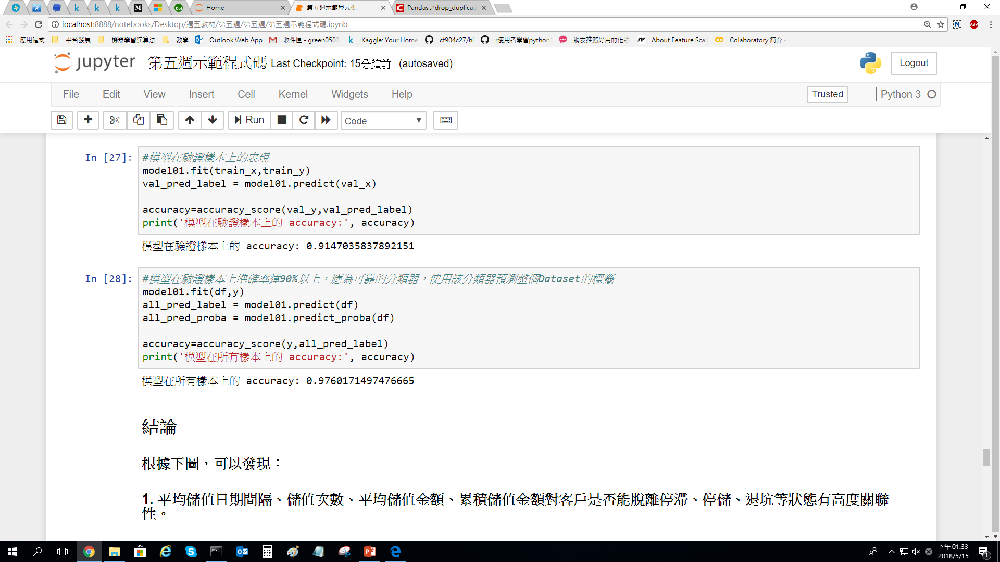 Home
第五週示範程式碼
Pandas之drop_duplicat
localhost:8888/notebooks/Desktop/週五教材/第五週/第五週/第五週示範程式碼.ipynb
應用程式 平台發展 機器學習演算法 教學 Outlook Web App 收件匣 - green0503 Kaggle: Your Home cf904c27/hi r使用者學習python 網友推薦好用的化妝 About Feature Scali Colaboratory 簡介
jupyter 第五週示範程式碼 Last Checkpoint: 15分鐘前 (autosaved)
Logout
File Edit View Insert Cell Kernel Widgets Help Trusted Python 3
Run Code
In [27]:
#模型在驗證樣本上的表現
model01.fit(train_x,train_y)
val_pred_label = model01.predict(val_x)
accuracy=accuracy_score(val_y,val_pred_label)
print('模型在驗證樣本上的 accuracy:', accuracy)
模型在驗證樣本上的 accuracy: 0.9147035837892151
In [28]:
#模型在驗證樣本上準確率達90%以上，應為可靠的分類器，使用該分類器預測整個Dataset的標籤
model01.fit(df,y)
all_pred_label = model01.predict(df)
all_pred_proba = model01.predict_proba(df)
accuracy=accuracy_score(y,all_pred_label)
print('模型在所有樣本上的 accuracy:', accuracy)
模型在所有樣本上的 accuracy: 0.9760171497476665
結論
根據下圖，可以發現：
1. 平均儲值日期間隔、儲值次數、平均儲值金額、累積儲值金額對客戶是否能脫離停滯、停儲、退坑等狀態有高度關聯
性。
下午 01:33
2018/5/15